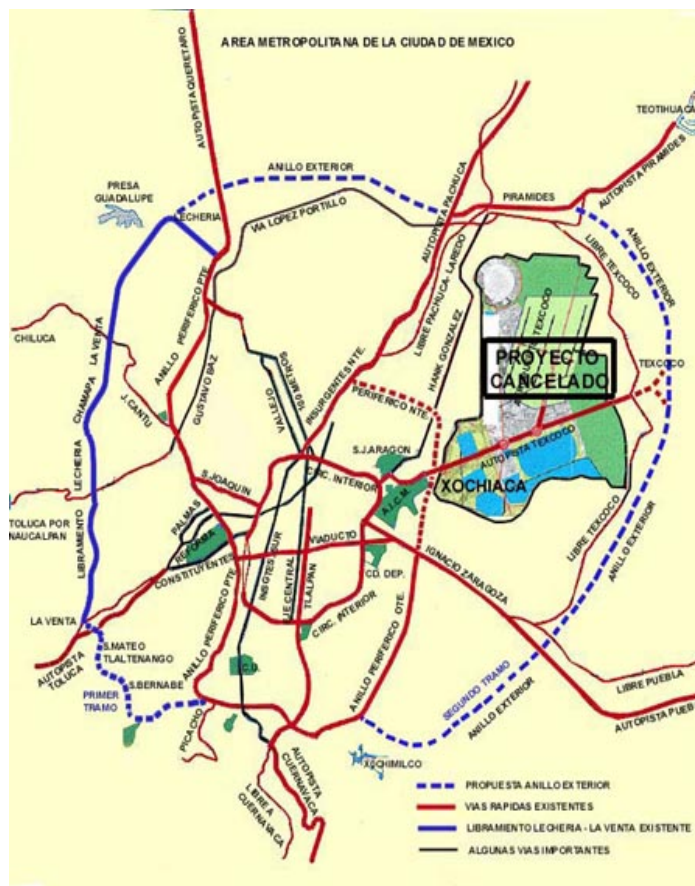 AREA METROPOLITANA DE LA CIUDAD DE MEXICO
AUTOPISTA QUERETARO
TEOTIHUACA
ANILLO EXTERIOR
PRESA
GUADALUPE
LECHERIA
VIA LOPEZ PORTILLO
AUTOPISTA PACHUCA
PIRAMIDES
AUTOPISTA PIRAMIDES
ANILLO EXTERIOR
LIBRE TEXCOCO
LIBRE PACHUCA- LAREDO
HANK GONZALEZ
ANILLO PERIFERICO PTE.
CHILUCA
CHAMAPA LA VENTA
J. CANTU
GUSTAVO BAZ
VALLEJO
100 METROS
INSURGENTES NTE.
PERIFERICO NTE.
PROYECTO
CANCELADO
TEXCOCO
S.J.ARAGON
CIRC. INTERIOR
AUTOPISTA TEXCOCO
XOCHIACA
A.I.C.M.
S.JOAQUIN
LIBRAMIENTO LECHERIA
TOLUCA POR
NAUCALPAN
PALMAS
REFORMA
CONSTITUYENTES
VIADUCTO
IGNACIO ZARAGOZA
LIBRE TEXCOCO
ANILLO EXTERIOR
INSGTES. SUR
EJE CENTRAL
TLALPAN
CD. DEP.
CIRC. INTERIOR
LA VENTA
AUTOPISTA
TOLUCA
S.MATEO
TLALTENANGO
S.BERNABE
PRIMER
TRAMO
ANILLO PERIFERICO PTE
C.U.
PICACHO
ANILLO PERIFERICO OTE.
SEGUNDO TRAMO
ANILLO EXTERIOR
LIBRE PUEBLA
AUTOPISTA PUEB
XOCHIMILCO
AUTOPISTA
CUERNAVACA
LIBRE A
CUERNAVACA
PROPUESTA ANILLO EXTERIOR
VIAS RAPIDAS EXISTENTES
LIBRAMIENTO LECHERIA - LA VENTA EXISTENTE
ALGUNAS VIAS IMPORTANTES